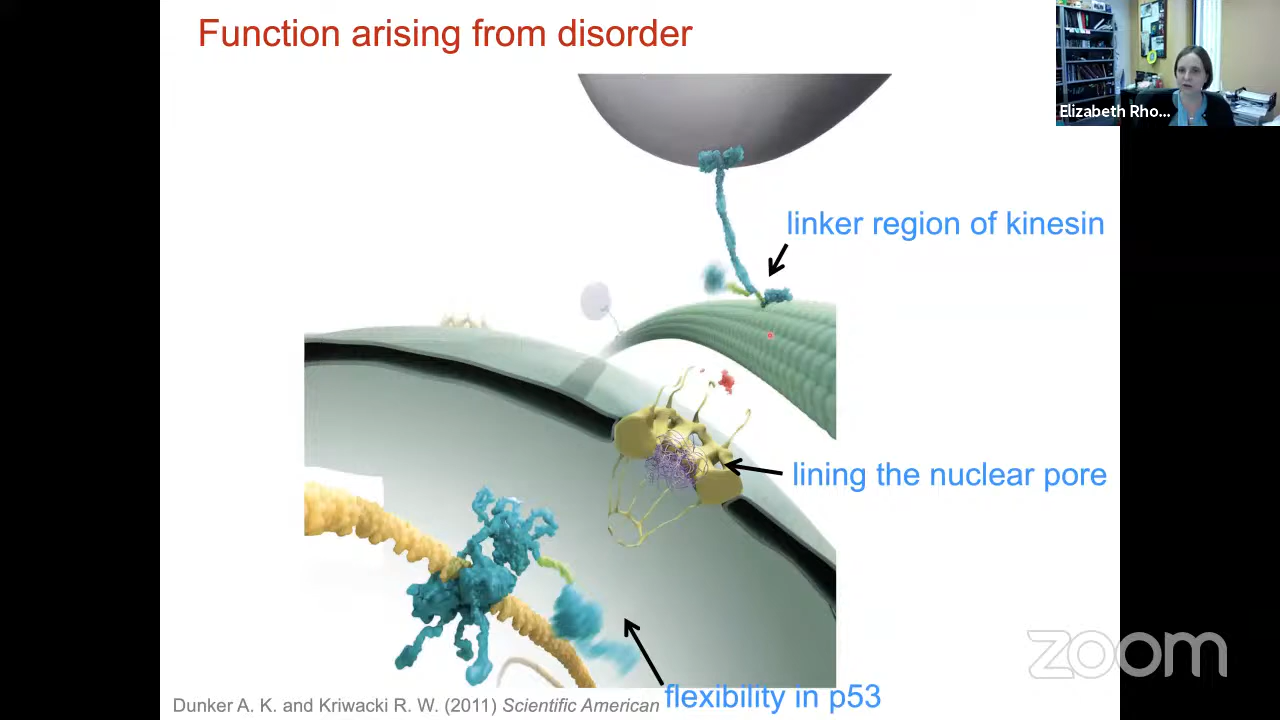 Function arising from disorder
Elizabeth Rho...
linker region of kinesin
lining the nuclear pore
flexibility in p53
Dunker A. K. and Kriwacki R. W. (2011) Scientific American
zoom